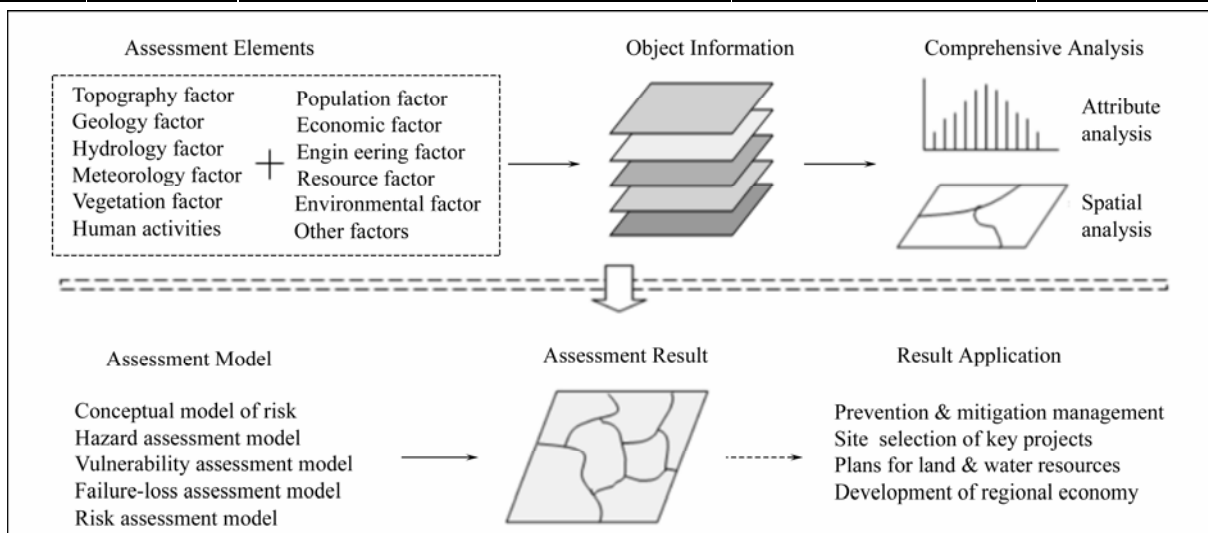 Assessment Elements
Topography factor
Geology factor
Hydrology factor
Meteorology factor
Vegetation factor
Human activities
+
Population factor
Economic factor
Engin eering factor
Resource factor
Environmental factor
Other factors
Object Information
Comprehensive Analysis
Attribute
analysis
Spatial
analysis
Assessment Model
Conceptual model of risk
Hazard assessment model
Vulnerability assessment model
Failure-loss assessment model
Risk assessment model
Assessment Result
Result Application
Prevention & mitigation management
Site selection of key projects
Plans for land & water resources
Development of regional economy